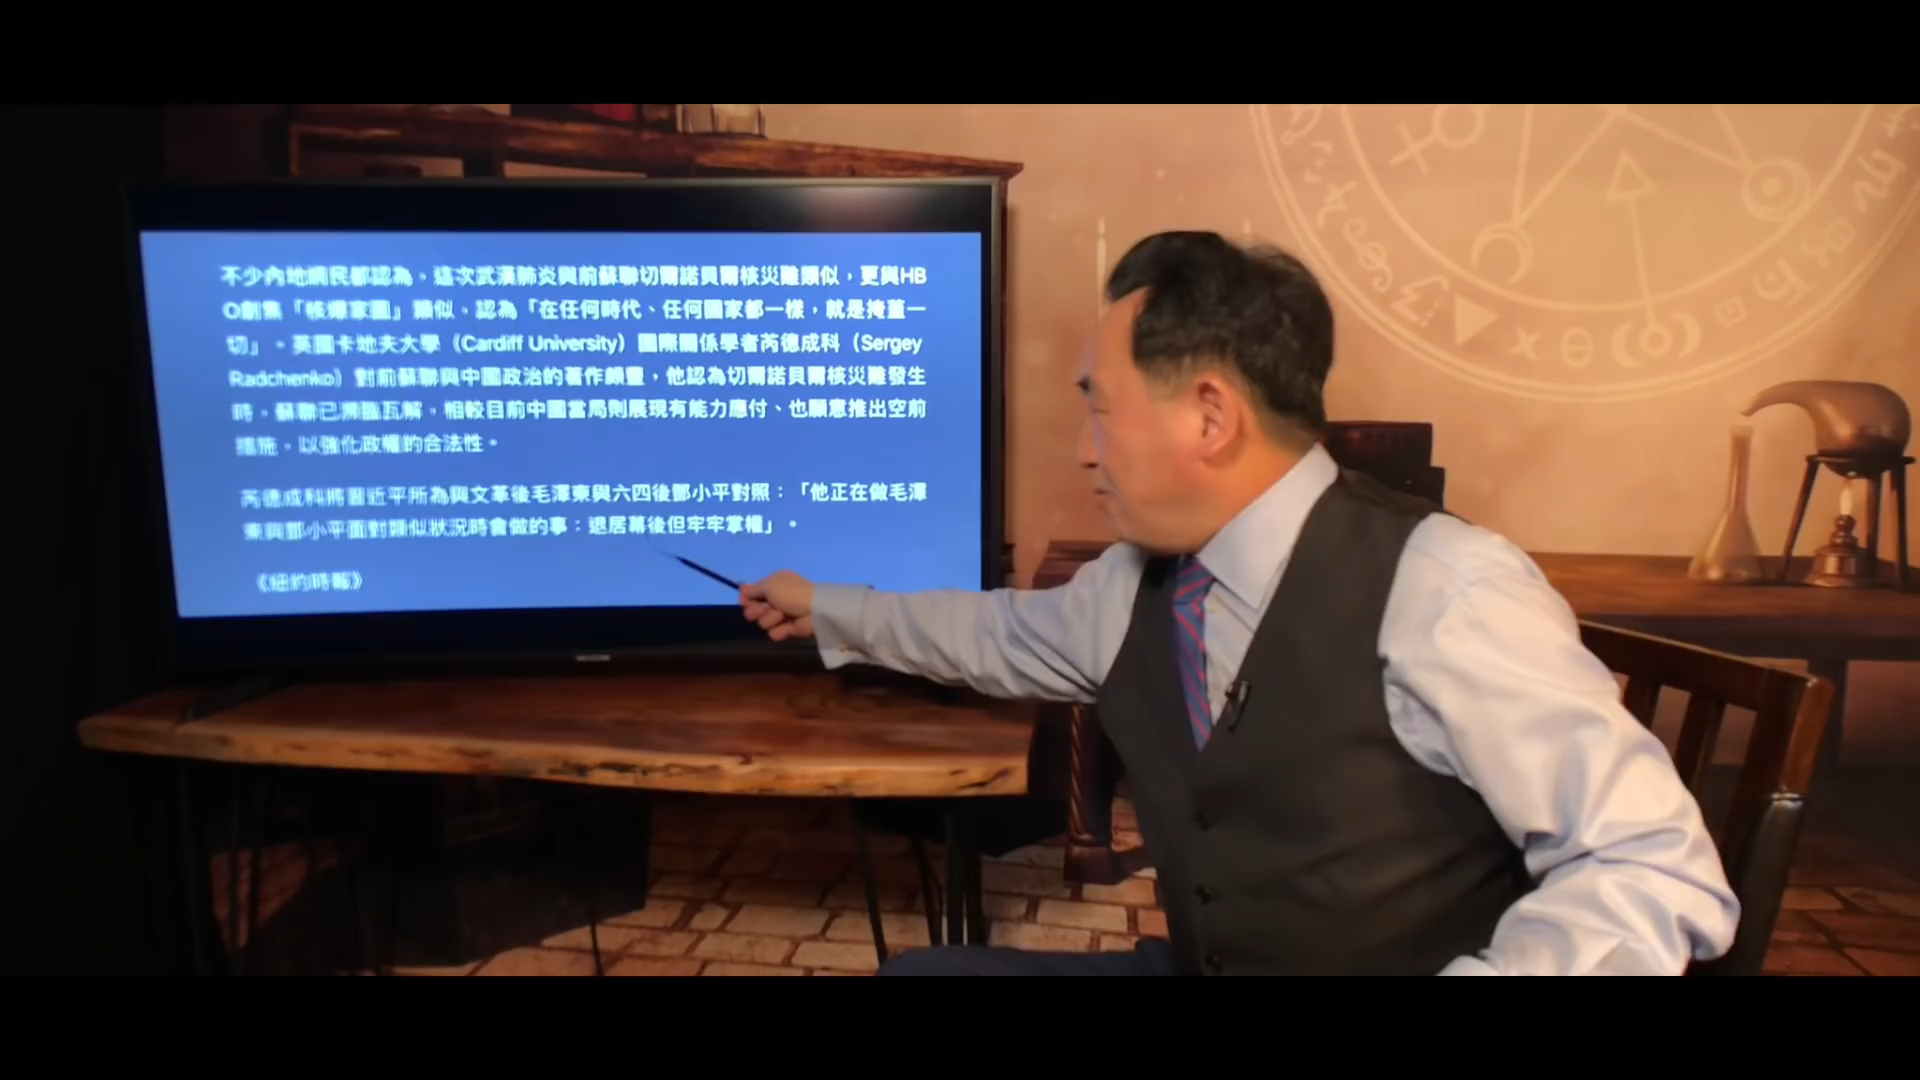 不少內地網民都認為,這次武漢肺炎與前蘇聯切爾諾貝爾核災難類似,更與HB
O劇集「核爆家園」類似,認為「在任何時代、任何國家都一樣,就是掩蓋一
切」。英國卡地夫大學(Cardiff University)國際關係學者芮德成科(Sergey
Radchenko)對前蘇聯與中國政治的著作頗豐,他認為切爾諾貝爾核災難發生
時,蘇聯已瀕臨瓦解,相較目前中國當局則展現有能力應付、也願意推出空前
措施,以強化政權的合法性。
芮德成科將習近平所為與文革後毛澤東與六四後鄧小平對照:「他正在做毛澤
東與鄧小平面對類似狀況時會做的事:退居幕後但牢牢掌權」。
《紐約時報》